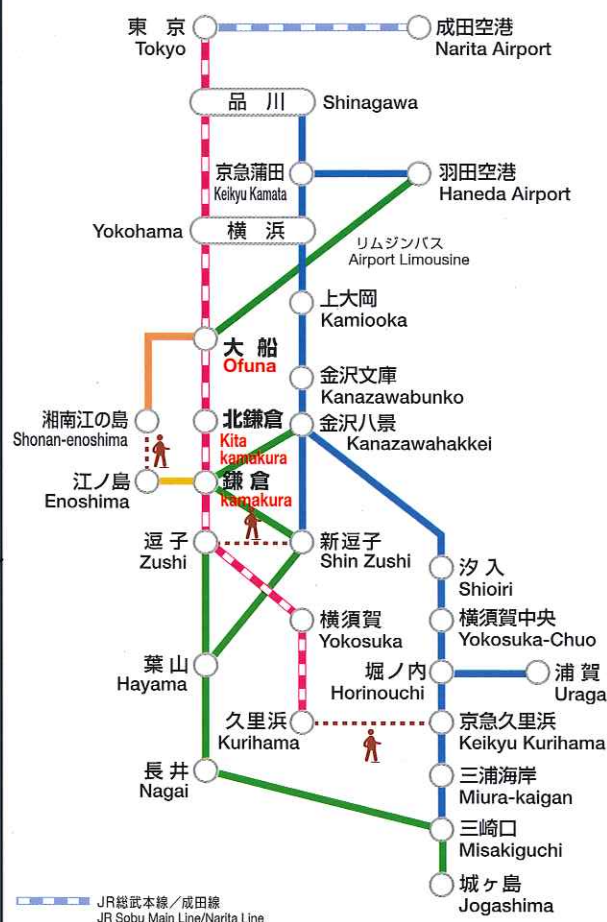 東 京
Tokyo
成田空港
Narita Airport
品 川
Shinagawa
京急蒲田
Keikyu Kamata
羽田空港
Haneda Airport
Yokohama
横 浜
リムジンバス
Airport Limousine
上大岡
Kamiooka
大 船
Ofuna
金沢文庫
Kanazawabunko
湘南江の島
Shonan-enoshima
北鎌倉
Kita
kamukura
金沢八景
Kanazawahakkei
江ノ島
Enoshima
鎌 倉
kamakura
逗 子
Zushi
新逗子
Shin Zushi
汐 入
Shioiri
横須賀
Yokosuka
横須賀中央
Yokosuka-Chuo
葉 山
Hayama
堀ノ内
Horinouchi
浦 賀
Uraga
久里浜
Kurihama
京急久里浜
Keikyu Kurihama
長 井
Nagai
三浦海岸
Miura-kaigan
三崎口
Misakiguchi
城ヶ島
Jogashima
JR総武本線／成田線
JR Sobu Main Line/Narita Line